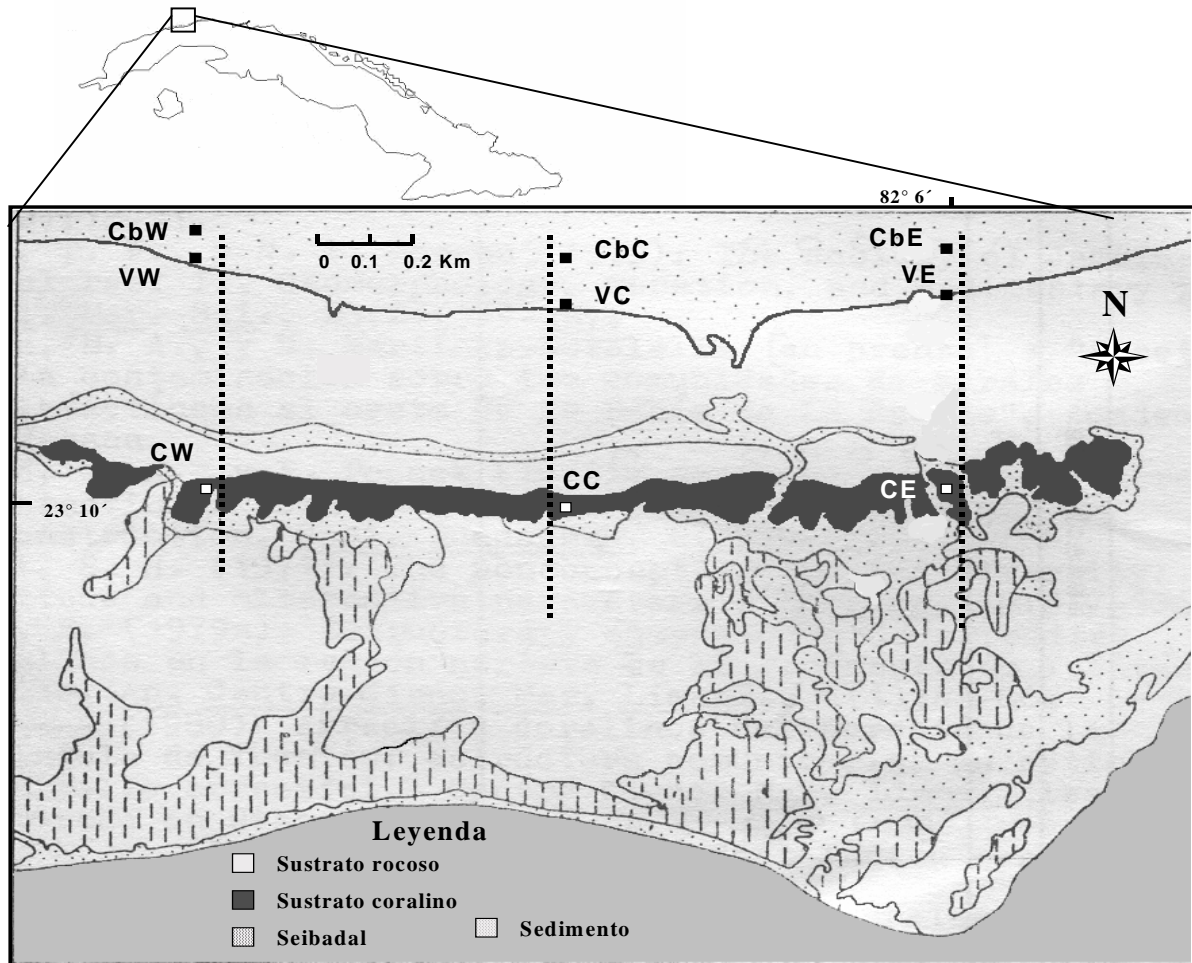 82° 6´
CbW
VW
0 0.1 0.2 Km
CbC
VC
CbE
VE
N
CW
CC
CE
23° 10´
Leyenda
Sustrato rocoso
Sustrato coralino
Seibadal
Sedimento